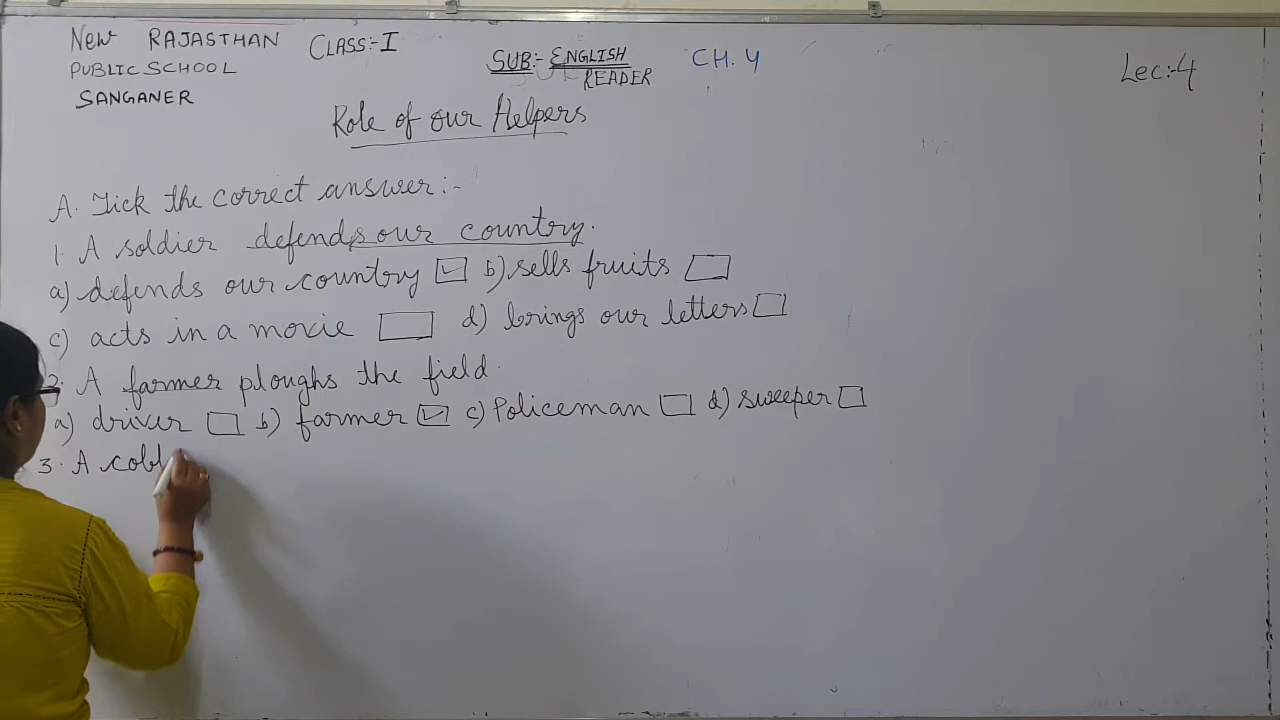 New RAJASTHAN PUBLIC SCHOOL SANGANER
CLASS:-I
SUB:- ENGLISH READER
CH. 4
Lec:-4
Role of our Helpers
A. Tick the correct answer:-
1. A soldier defends our country.
a) defends our country b) sells fruits
c) acts in a movie d) brings our letters
2. A farmer ploughs the field.
a) driver b) farmer c) Policeman d) sweeper
3. A cobb